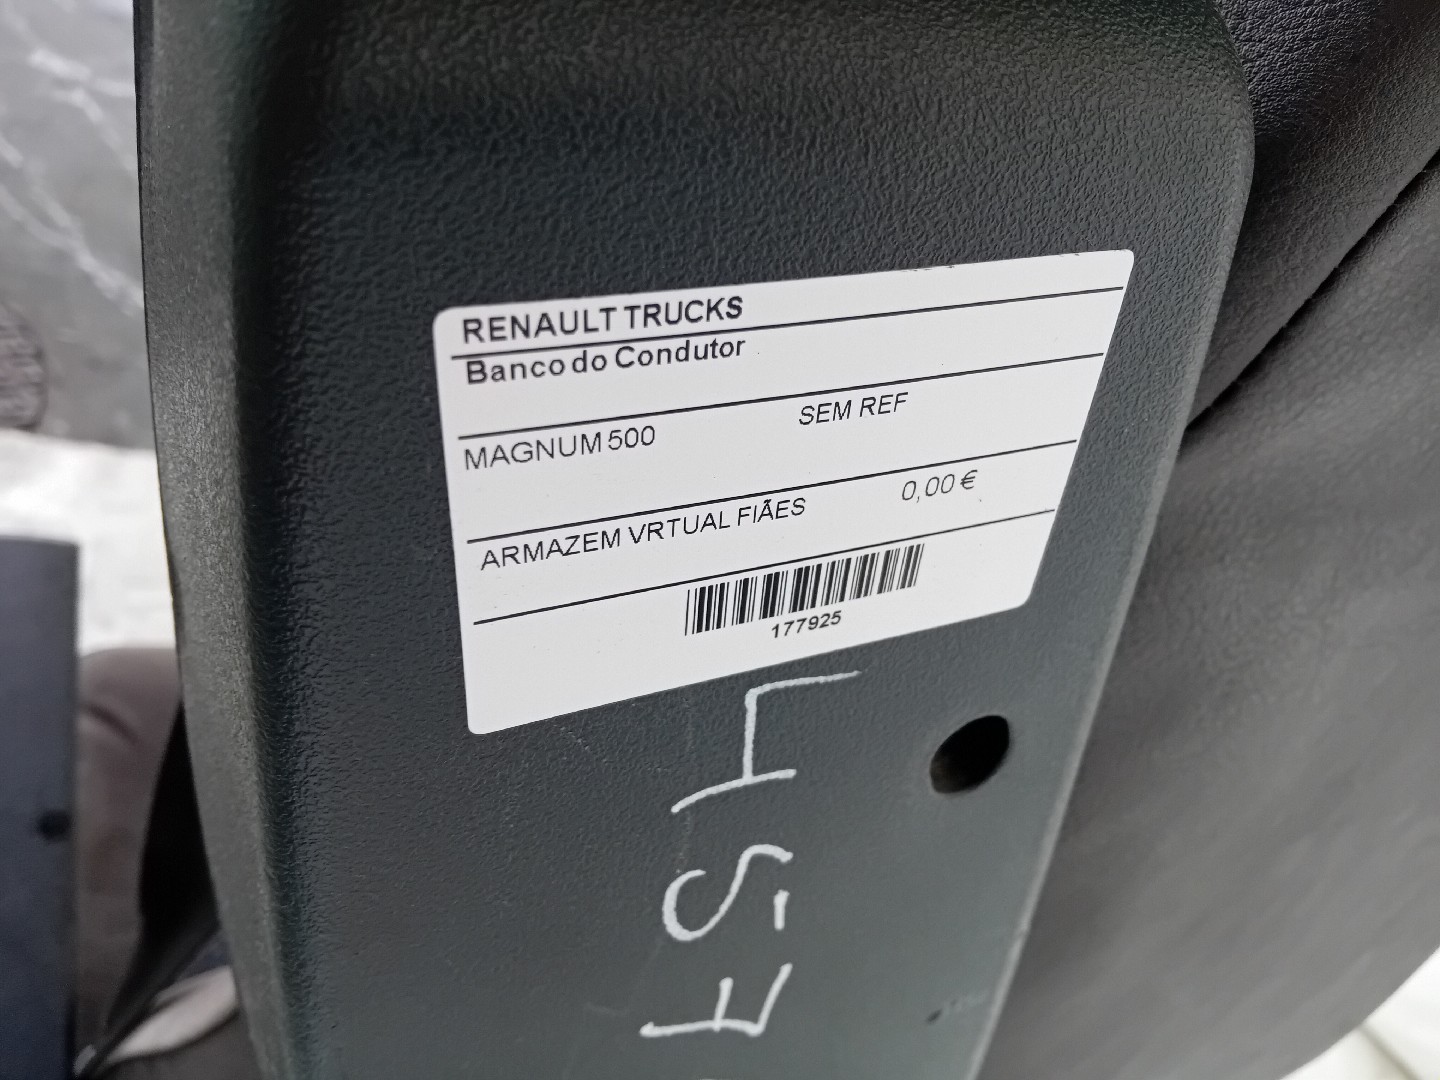 RENAULT TRUCKS
Banco do Condutor
MAGNUM 500 SEM REF
ARMAZEM VRTUAL FIÃES 0,00 €
177925